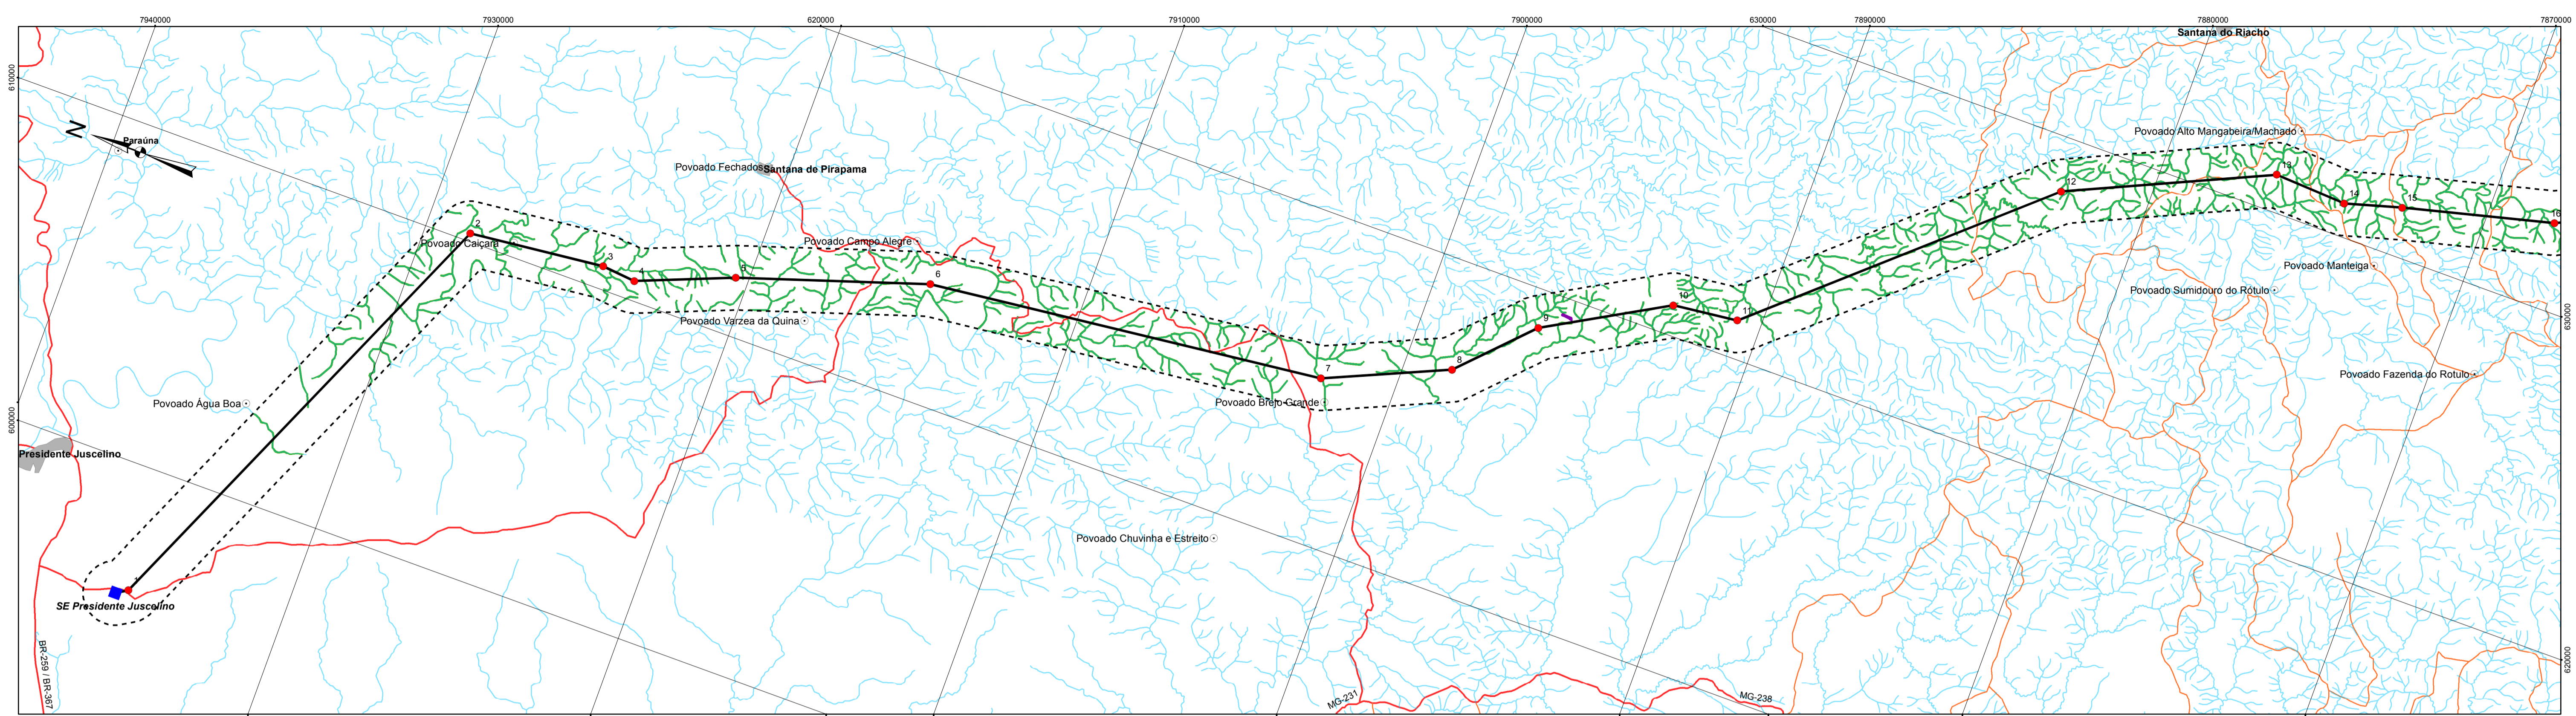 7940000
7930000
620000
7910000
7900000
630000
7890000
7880000
7870000
Santana do Riacho
610000
N
Paraúna
Povoado Alto Mangabeira/Machado
Povoado Fechados
Santana de Pirapama
13
12
14
15
16
2
Povoado Caiçara
Povoado Campo Alegre
3
4
5
6
Povoado Manteiga
Povoado Sumidouro do Rótulo
10
9
11
630000
Povoado Varzea da Quina
8
7
Povoado Fazenda do Rotulo
Povoado Água Boa
Povoado Brejo Grande
600000
Presidente Juscelino
Povoado Chuvinha e Estreito
1
SE Presidente Juscelino
620000
BR-259 / BR-367
MG-231
MG-238